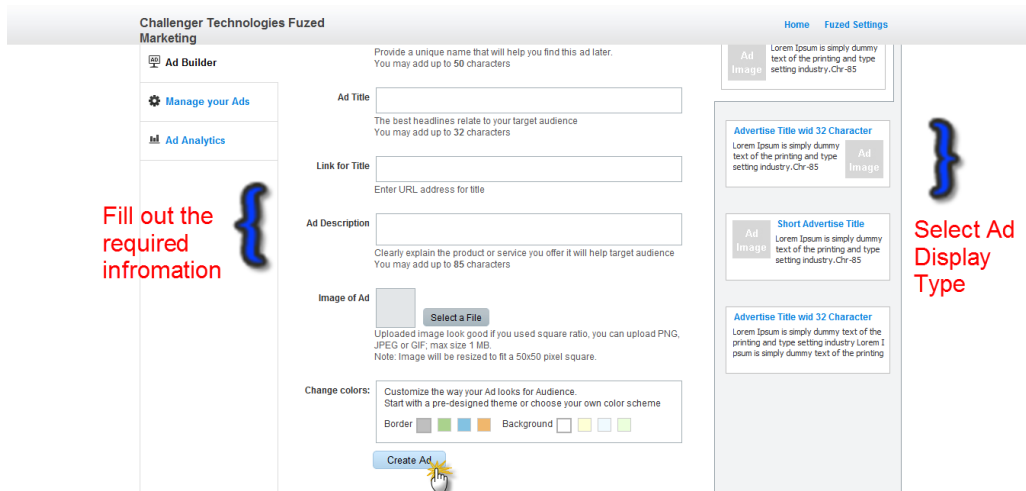 Challenger Technologies Fuzed
Marketing
Home
Fuzed Settings
AD
Ad Builder
Manage your Ads
Ad Analytics
Fill out the
required
infromation
Provide a unique name that will help you find this ad later.
You may add up to 50 characters
Ad Title
The best headlines relate to your target audience
You may add up to 32 characters
Link for Title
Enter URL address for title
Ad Description
Clearly explain the product or service you offer it will help target audience
You may add up to 85 characters
Image of Ad
Select a File
Uploaded image look good if you used square ratio, you can upload PNG,
JPEG or GIF; max size 1 MB.
Note: Image will be resized to fit a 50x50 pixel square.
Change colors:
Customize the way your Ad looks for Audience.
Start with a pre-designed theme or choose your own color scheme
Border
Background
Create Ad
Ad
Image
Lorem Ipsum is simply dummy
text of the printing and type
setting industry.Chr-85
Advertise Title wid 32 Character
Lorem Ipsum is simply dummy
text of the printing and type
setting industry.Chr-85
Ad
Image
Short Advertise Title
Ad
Image
Lorem Ipsum is simply dummy
text of the printing and type
setting industry.Chr-85
Advertise Title wid 32 Character
Lorem Ipsum is simply dummy text of the
printing and type setting industry Lorem I
psum is simply dummy text of the printing
Select Ad
Display
Type